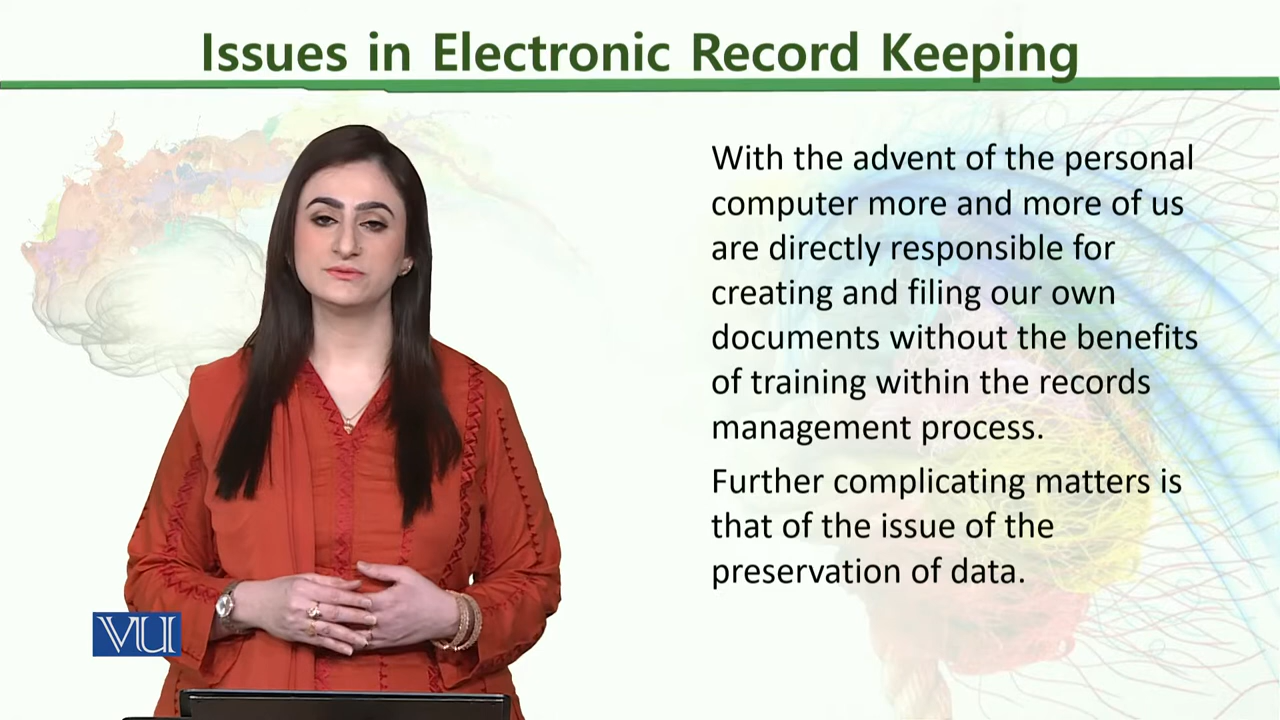 Issues in Electronic Record Keeping
With the advent of the personal
computer more and more of us
are directly responsible for
creating and filing our own
documents without the benefits
of training within the records
management process.
Further complicating matters is
that of the issue of the
preservation of data.
VU